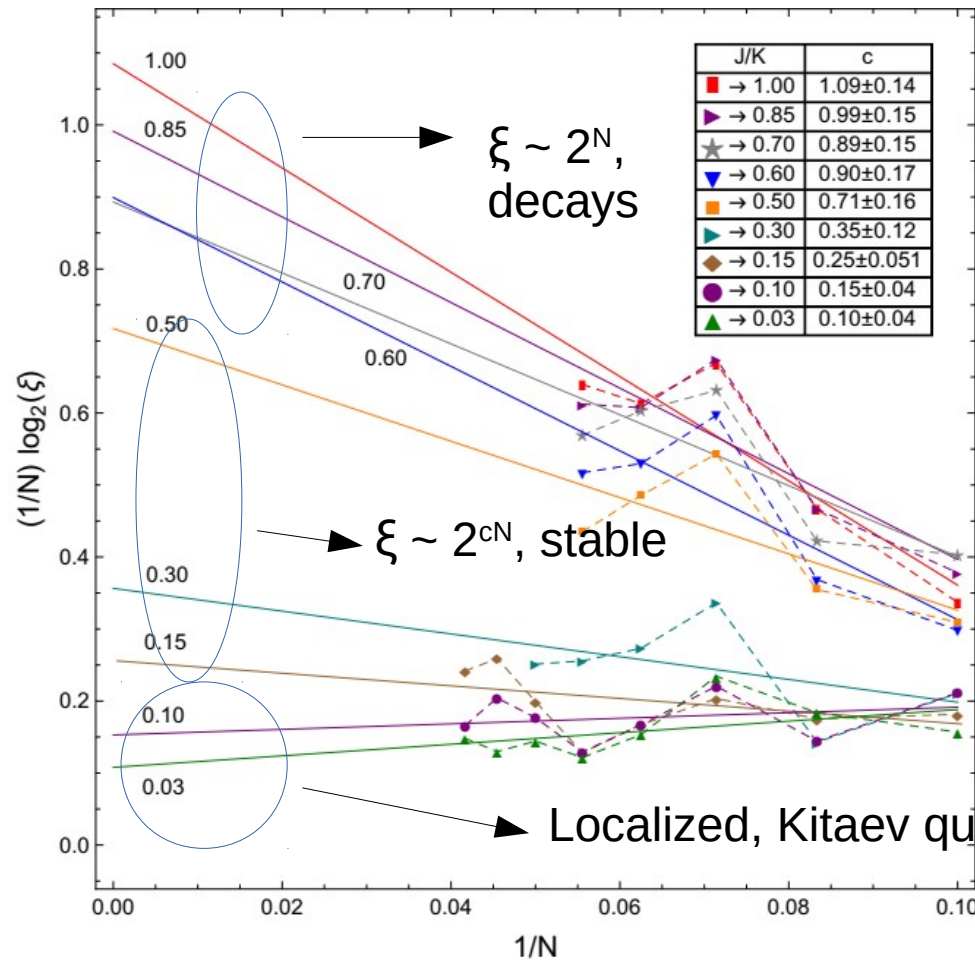 J/K c
→ 1.00 1.09±0.14
→ 0.85 0.99±0.15
→ 0.70 0.89±0.15
→ 0.60 0.90±0.17
→ 0.50 0.71±0.16
→ 0.30 0.35±0.12
→ 0.15 0.25±0.051
→ 0.10 0.15±0.04
→ 0.03 0.10±0.04
1.00
0.85
ξ ~ 2^N,
decays
0.70
0.60
0.50
ξ ~ 2^cN, stable
0.30
0.15
0.10
0.03
Localized, Kitaev qu
(1/N) log₂(ξ)
1.0
0.8
0.6
0.4
0.2
0.0
0.00 0.02 0.04 0.06 0.08 0.10
1/N